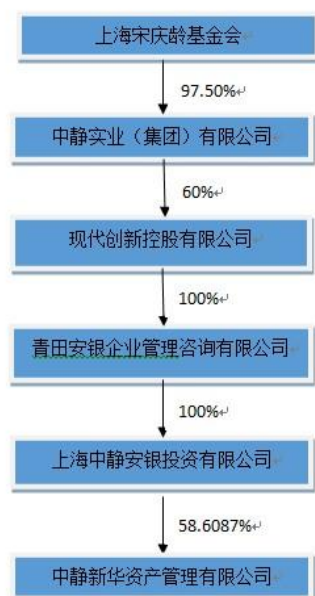 上海宋庆龄基金会
97.50%
中静实业（集团）有限公司
60%
现代创新控股有限公司
100%
青田安银企业管理咨询有限公司
100%
上海中静安银投资有限公司
58.6087%
中静新华资产管理有限公司